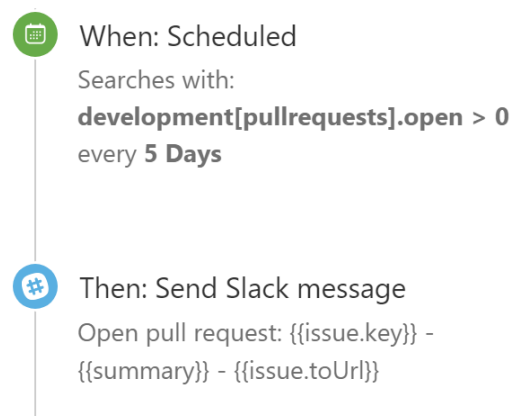 When: Scheduled
Searches with:
development[pullrequests].open > 0
every 5 Days
Then: Send Slack message
Open pull request: {{issue.key}} -
{{summary}} - {{issue.toUrl}}